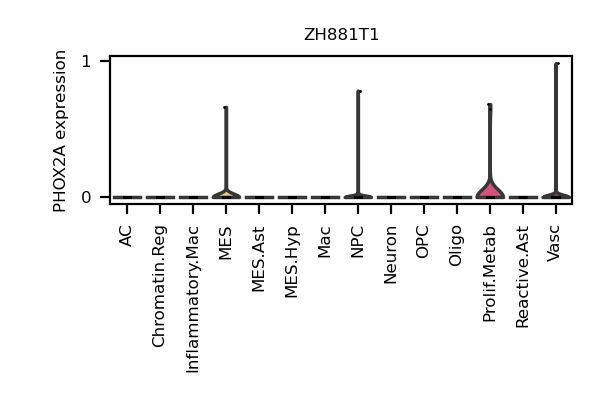 ZH881T1
PHOX2A expression
1
0
AC
Chromatin.Reg
Inflammatory.Mac
MES
MES.Ast
MES.Hyp
Mac
NPC
Neuron
OPC
Oligo
Prolif.Metab
Reactive.Ast
Vasc